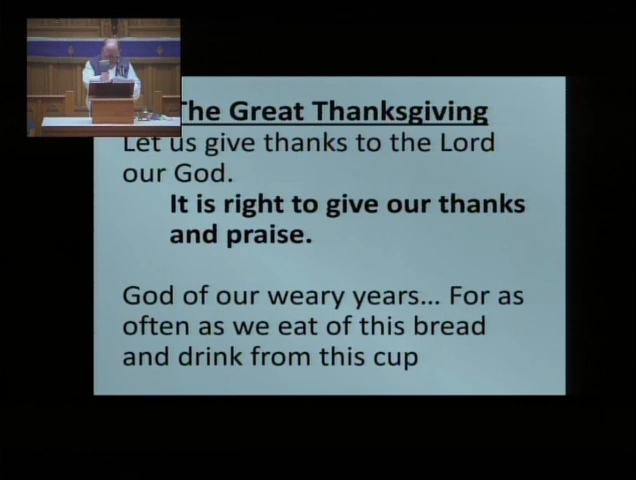 The Great Thanksgiving
Let us give thanks to the Lord
our God.
It is right to give our thanks
and praise.
God of our weary years... For as
often as we eat of this bread
and drink from this cup